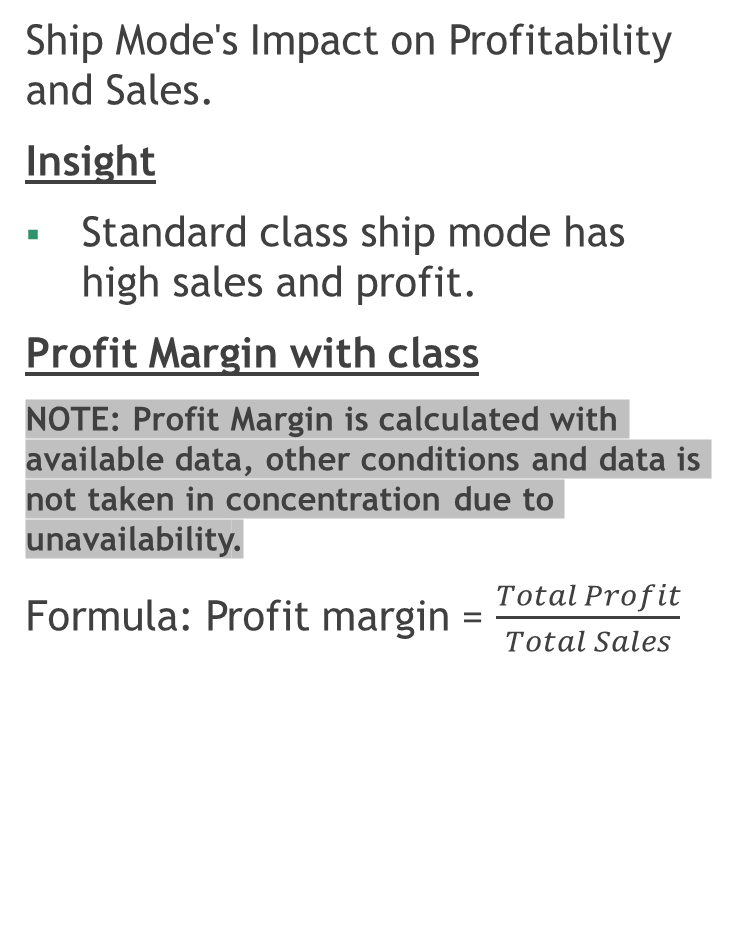 Ship Mode's Impact on Profitability
and Sales.
Insight
▪ Standard class ship mode has
high sales and profit.
Profit Margin with class
NOTE: Profit Margin is calculated with
available data, other conditions and data is
not taken in concentration due to
unavailability.
Formula: Profit margin = Total Profit
Total Sales